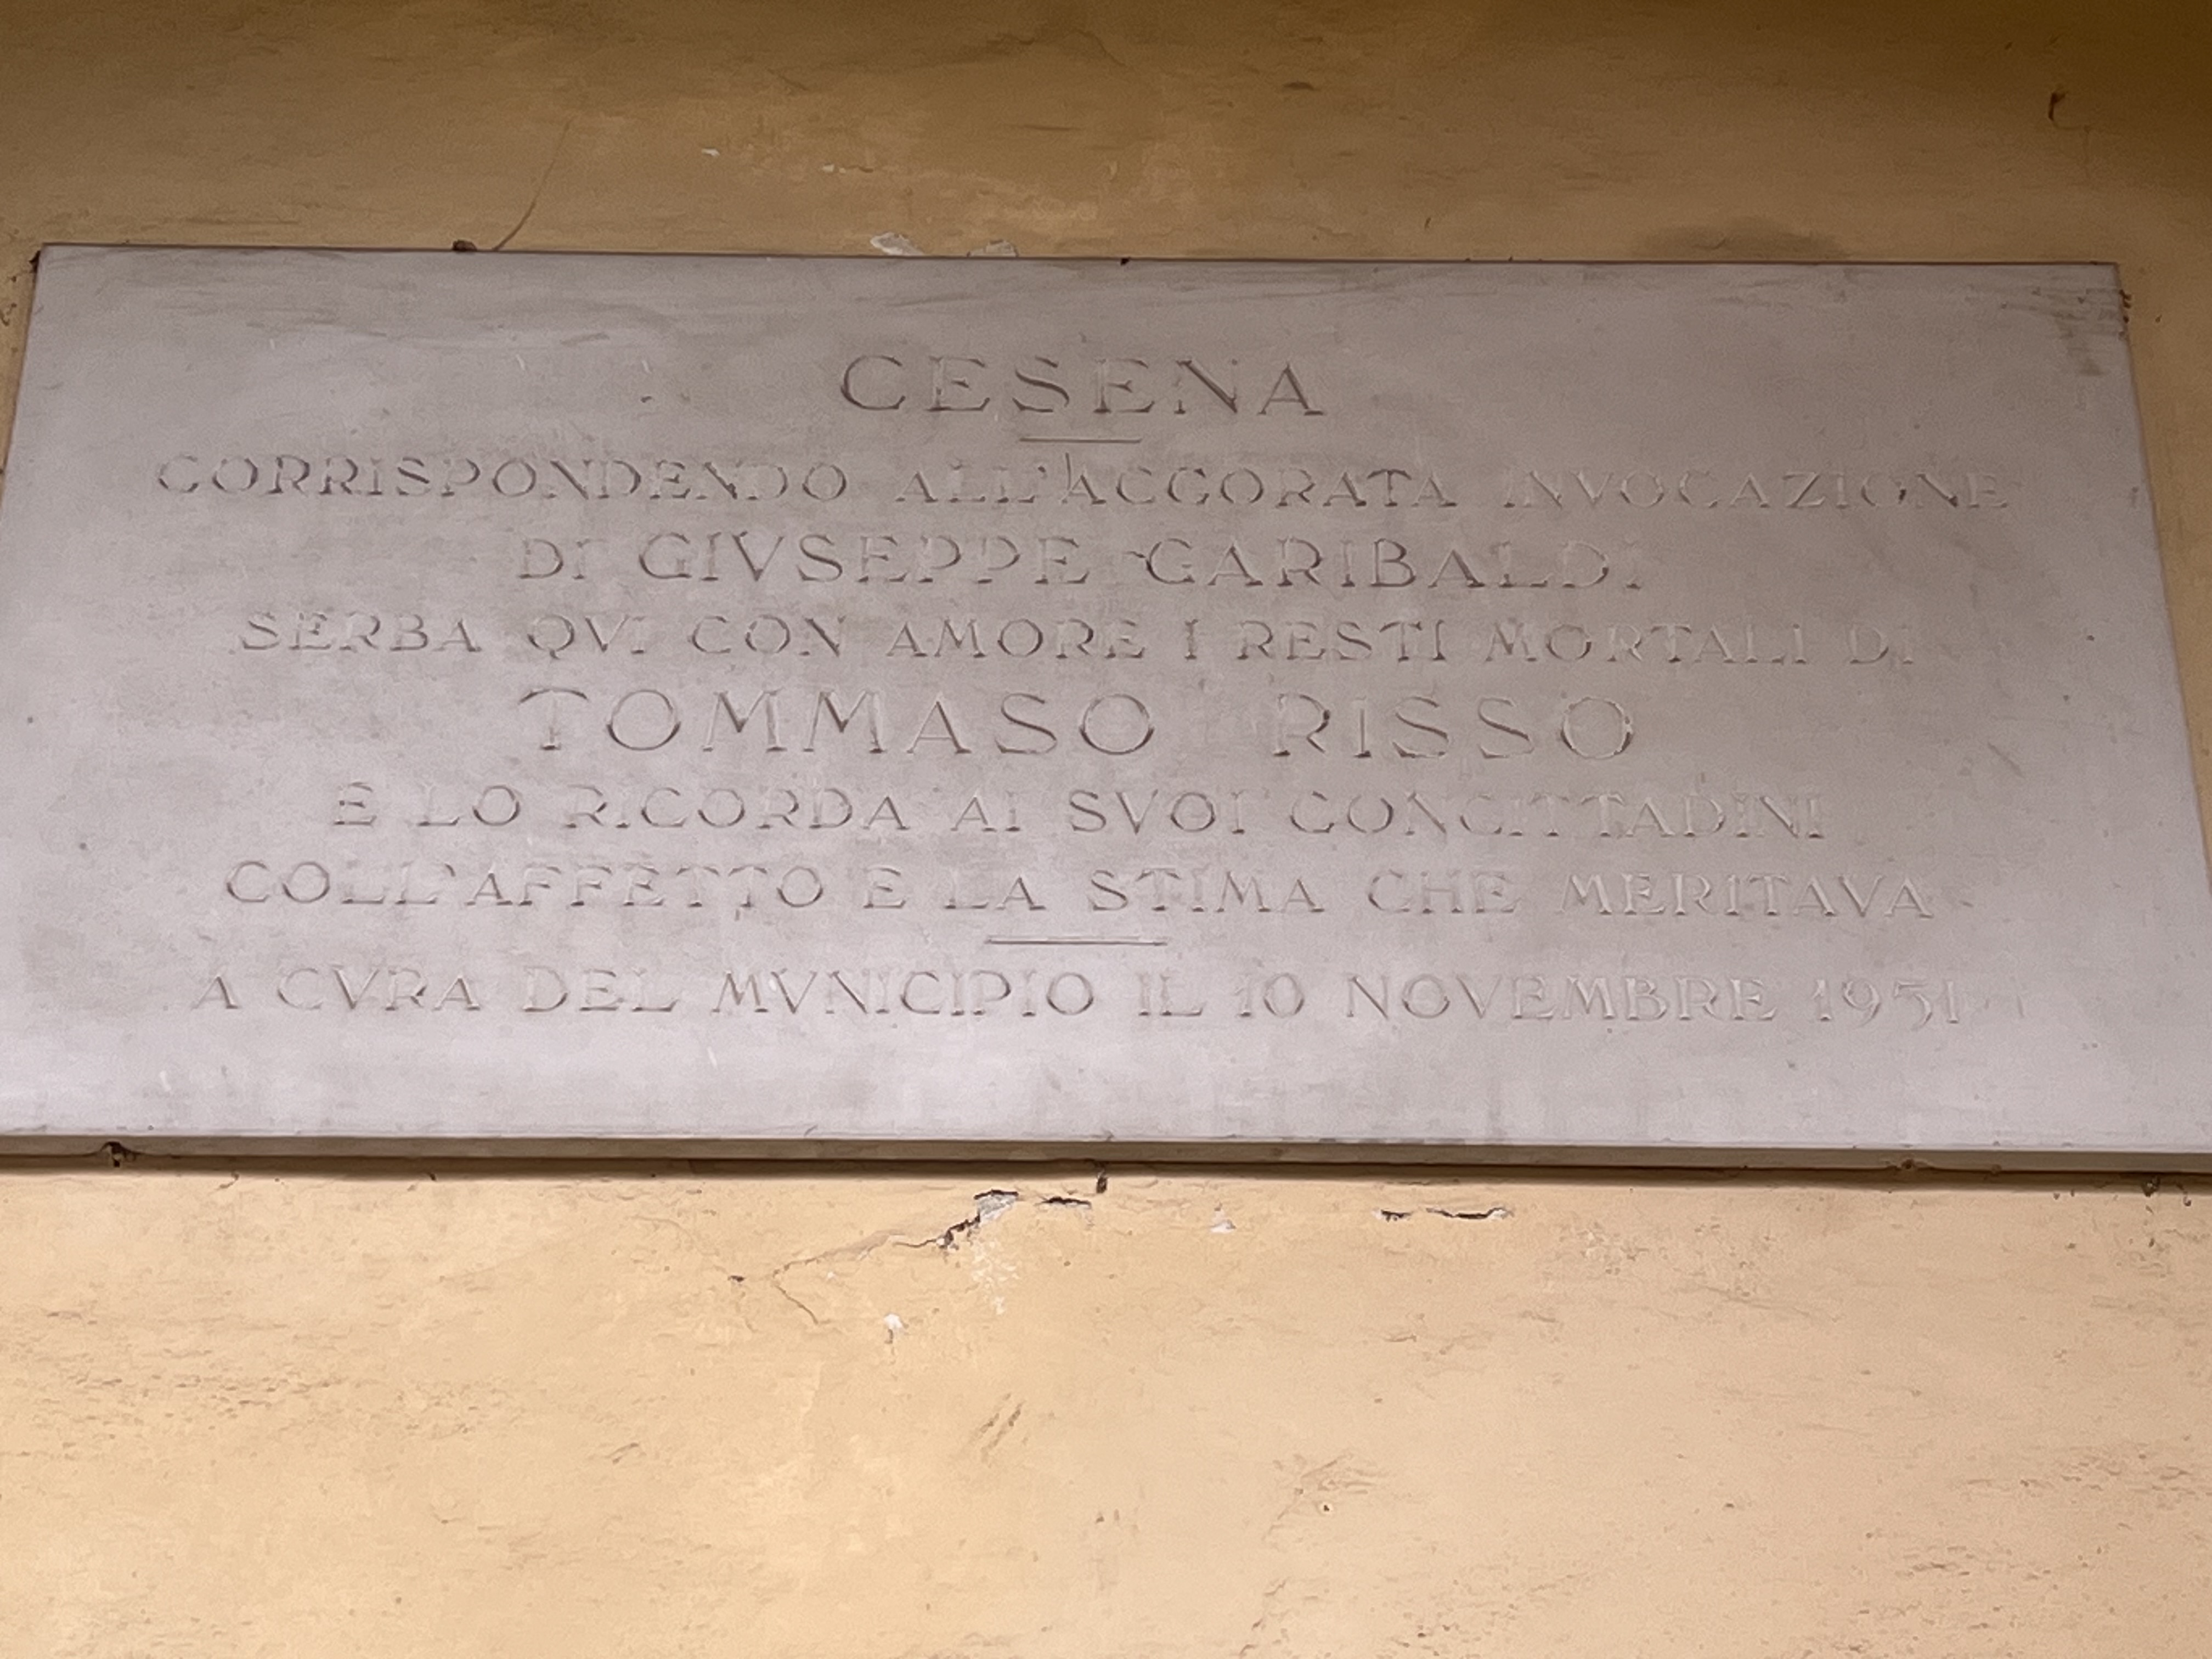 CESENA
CORRISPONDENDO ALL'ACCORATA INVOCAZIONE
DI GIVSEPPE GARIBALDI
SERBA QVI CON AMORE I RESTI MORTALI DI
TOMMASO RISSO
E LO RICORDA AI SVOI CONCITTADINI
COLL'AFFETTO E LA STIMA CHE MERITAVA
A CVRA DEL MVNICIPIO IL 10 NOVEMBRE 1951